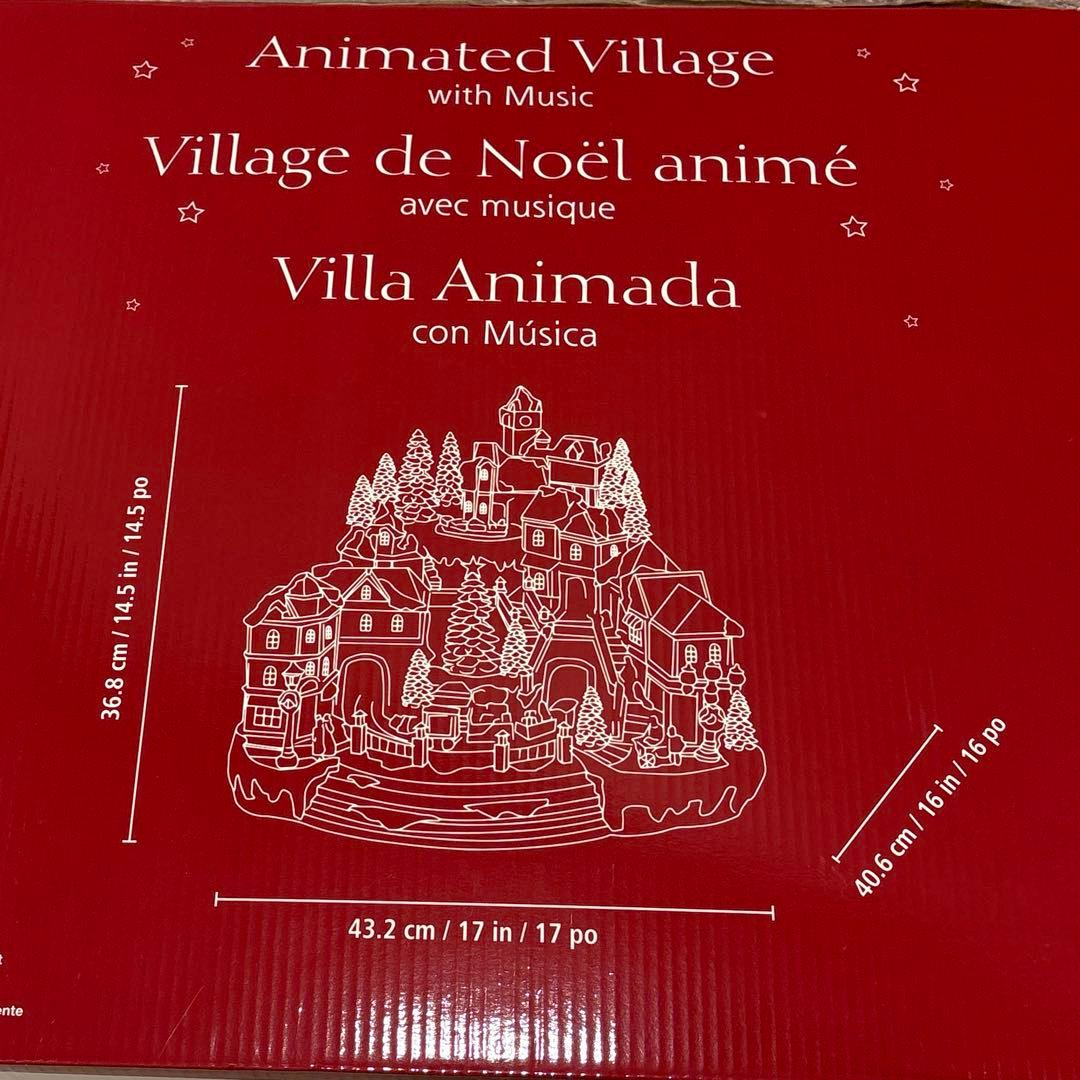 Animated Village
with Music
Village de Noël animé
avec musique
Villa Animada
con Música
36.8 cm / 14.5 in / 14.5 po
40.6 cm / 16 in / 16 po
43.2 cm / 17 in / 17 po